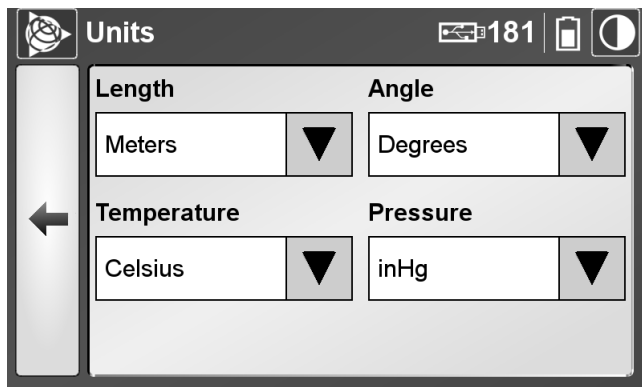 Units 181
Length Angle
Meters Degrees
Temperature Pressure
Celsius inHg